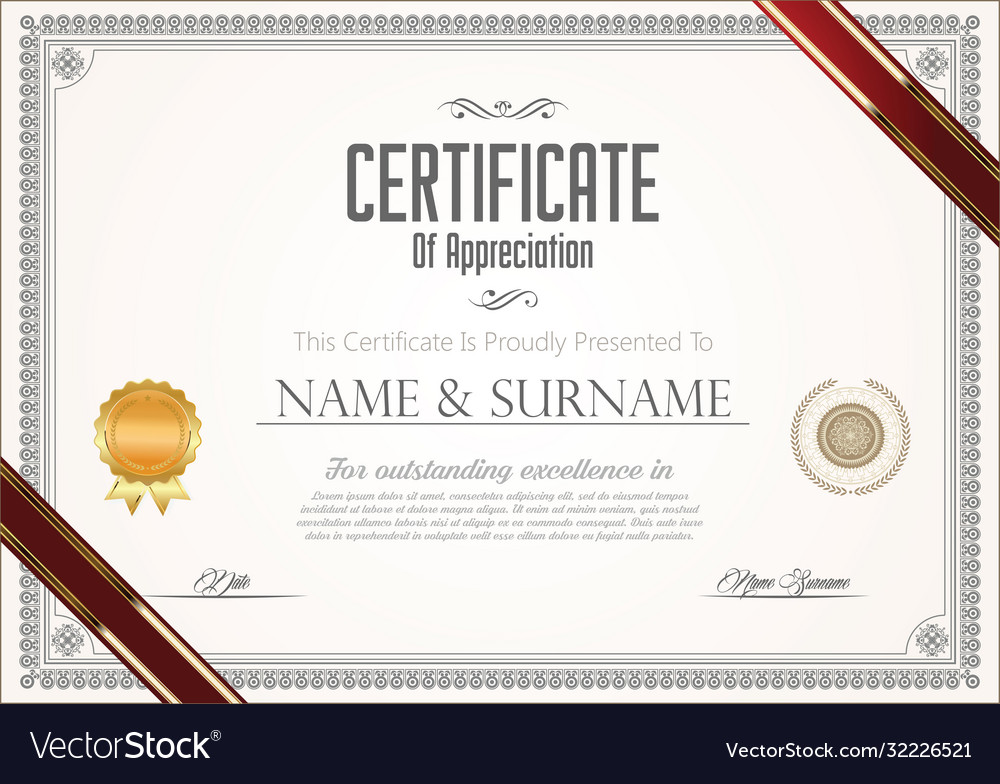 CERTIFICATE
Of Appreciation
This Certificate Is Proudly Presented To
NAME & SURNAME
For outstanding excellence in
Lorem ipsum dolor sit amet, consectetur adipiscing elit, sed do eiusmod tempor
incididunt ut labore et dolore magna aliqua. Ut enim ad minim veniam, quis nostrud
exercitation ullamco laboris nisi ut aliquip ex ea commodo consequat. Duis aute irure
dolor in reprehenderit in voluptate velit esse cillum dolore eu fugiat nulla pariatur.
Date
Name Surname
VectorStock®
VectorStock.com/32226521